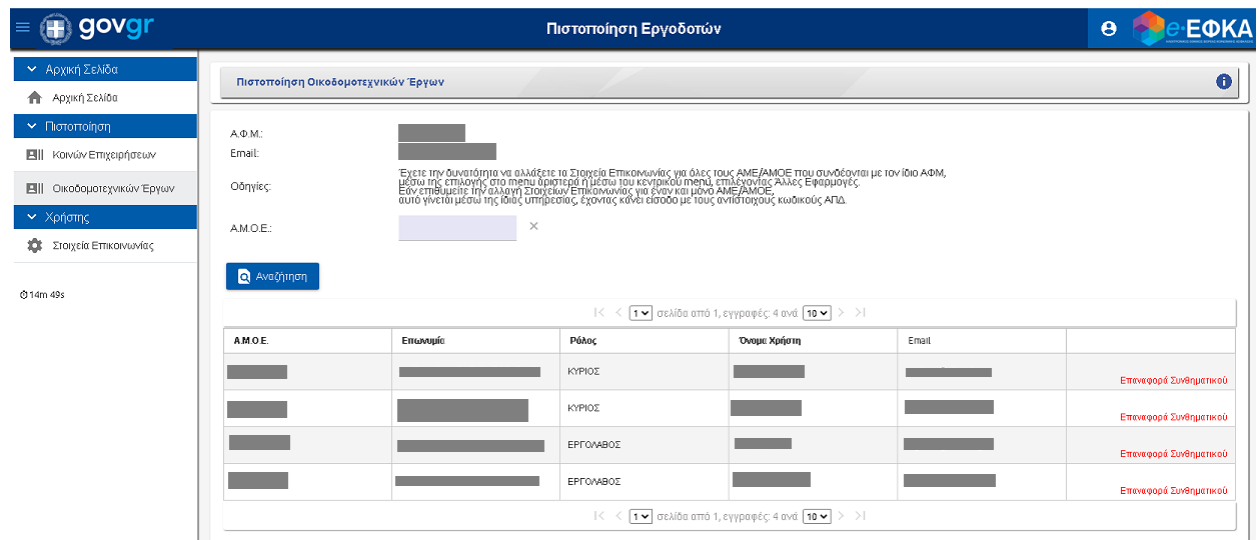 govgr
Πιστοποίηση Εργοδοτών
e-ΕΦΚΑ
Αρχική Σελίδα
Αρχική Σελίδα
Πιστοποίηση
Κοινών Επιχειρήσεων
Οικοδομοτεχνικών Έργων
Χρήστης
Στοιχεία Επικοινωνίας
14m 49s
Πιστοποίηση Οικοδομοτεχνικών Έργων
Α.Φ.Μ.:
Email:
Οδηγίες:
Έχετε την δυνατότητα να αλλάξετε τα Στοιχεία Επικοινωνίας για όλες τους ΑΜΕ/ΑΜΟΕ που συνδέονται με τον ίδιο ΑΦΜ,
μέσω της επιλογής στο menu αριστερά ή μέσω του κεντρικού menu, επιλέγοντας Άλλες Εφαρμογές.
Εάν επιθυμείτε την αλλαγή Στοιχείων Επικοινωνίας για έναν και μόνο ΑΜΕ/ΑΜΟΕ,
αυτό γίνεται μέσω της ίδιας υπηρεσίας, έχοντας κάνει είσοδο με τους αντίστοιχους κωδικούς ΑΠΔ.
Α.Μ.Ο.Ε.:
Αναζήτηση
1 σελίδα από 1, εγγραφές: 4 ανά 10
Α.Μ.Ο.Ε. Επωνυμία Ρόλος Όνομα Χρήστη Email
ΚΥΡΙΟΣ Επαναφορά Συνθηματικού
ΚΥΡΙΟΣ Επαναφορά Συνθηματικού
ΕΡΓΟΛΑΒΟΣ Επαναφορά Συνθηματικού
ΕΡΓΟΛΑΒΟΣ Επαναφορά Συνθηματικού
1 σελίδα από 1, εγγραφές: 4 ανά 10